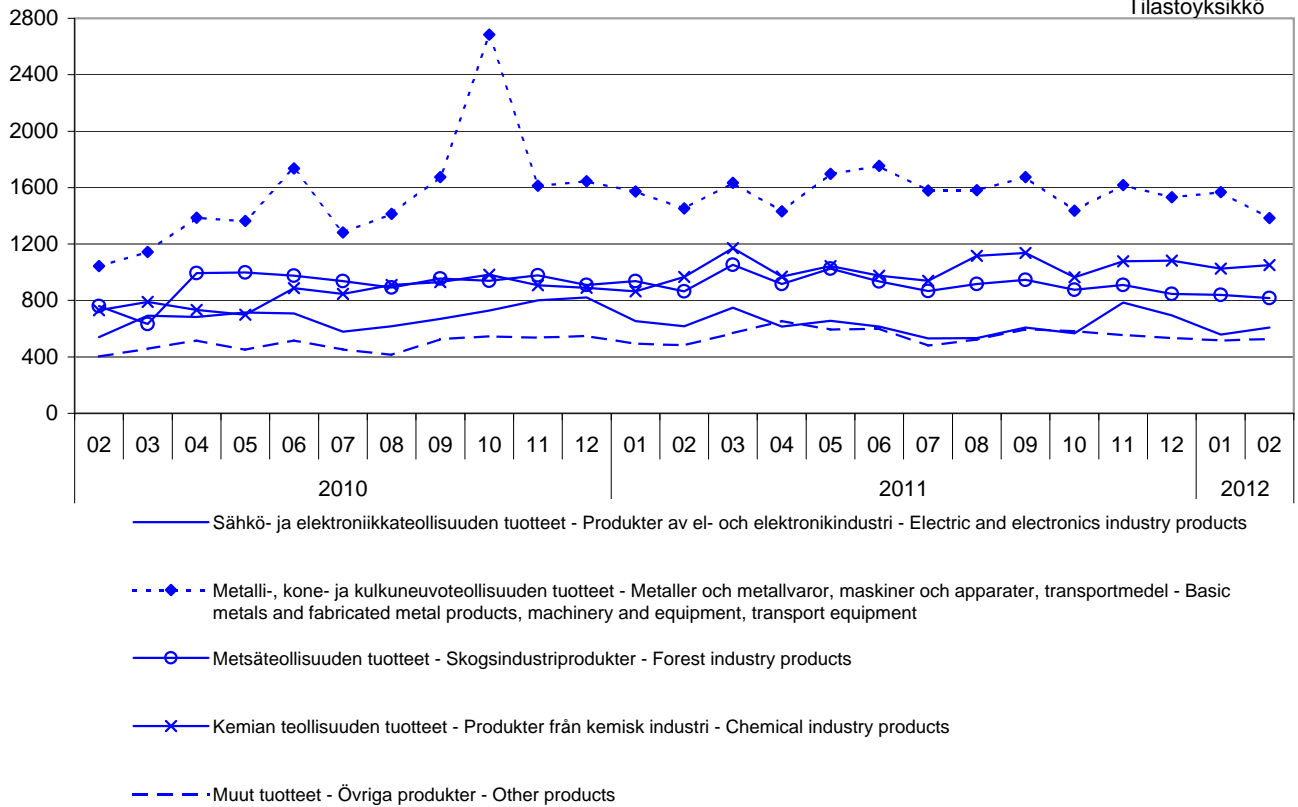 Tilastoyksikkö
2800
2400
2000
1600
1200
800
400
0
02 03 04 05 06 07 08 09 10 11 12 01 02 03 04 05 06 07 08 09 10 11 12 01 02
2010 2011 2012
Sähkö- ja elektroniikkateollisuuden tuotteet - Produkter av el- och elektronikindustri - Electric and electronics industry products
Metalli-, kone- ja kulkuneuvoteollisuuden tuotteet - Metaller och metallvaror, maskiner och apparater, transportmedel - Basic
metals and fabricated metal products, machinery and equipment, transport equipment
Metsäteollisuuden tuotteet - Skogsindustriprodukter - Forest industry products
Kemian teollisuuden tuotteet - Produkter från kemisk industri - Chemical industry products
Muut tuotteet - Övriga produkter - Other products